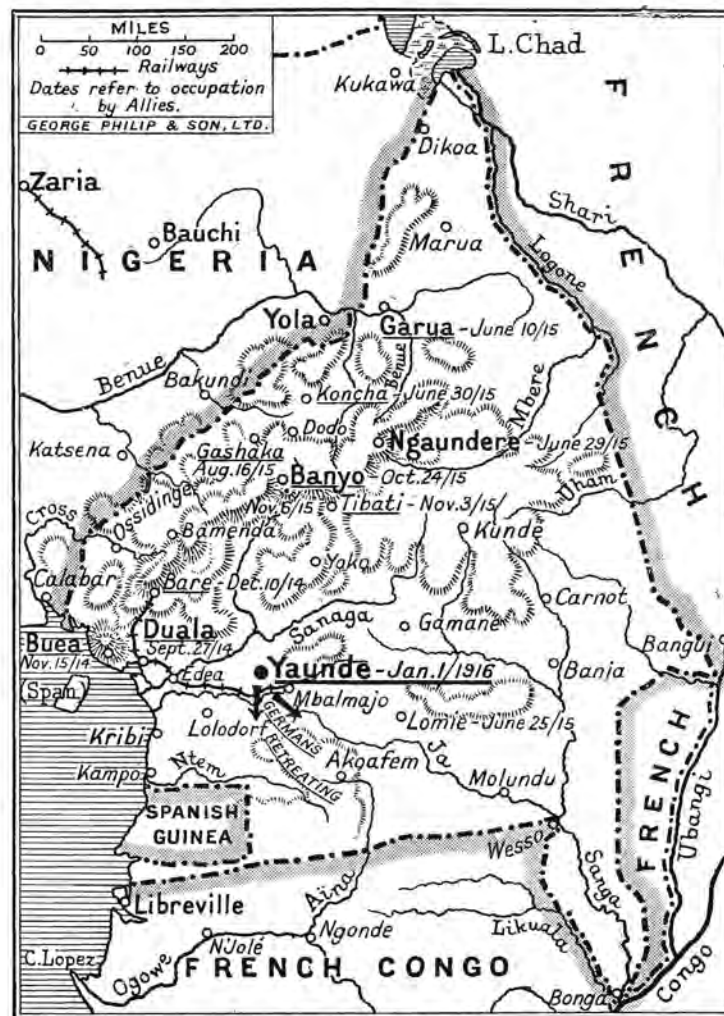 MILES
0 50 100 150 200
Railways
Dates refer to occupation
by Allies.
GEORGE PHILIP & SON, LTD.
L. Chad
Kukawa
FRENCH
Dikoa
Zaria
Shari
Bauchi
Marua
NIGERIA
Logone
Yola
Garua - June 10/15
Benue
Benue
Bakundi
Koncha - June 30/15
Mbere
Dodo
Katsena
Gashaka
Aug. 16/15
Ngaundere - June 29/15
Banyo - Oct. 24/15
Uham
Ossidinge
Nov. 6/15
Tibati - Nov. 3/15
Cross
Bamenda
Kunde
Yoko
Calabar
Bare - Dec. 10/14
Carnot
Sanaga
Gamane
Duala
Sept. 27/14
Buea
Nov. 15/14
Bangui
Edea
Yaunde - Jan. 1/1916
Bania
(Span.)
Mbalmajo
Lolodorf
GERMANS
RETREATING
Lomie - June 25/15
Kribi
Ja
Akoafem
Kampo
Ntem
Molundu
SPANISH
GUINEA
FRENCH
Ubangi
Wesso
Sanga
Aïna
Libreville
Likuala
N'Jolé
Ngonde
C. Lopez
Ogowe
FRENCH CONGO
Bonga
Congo